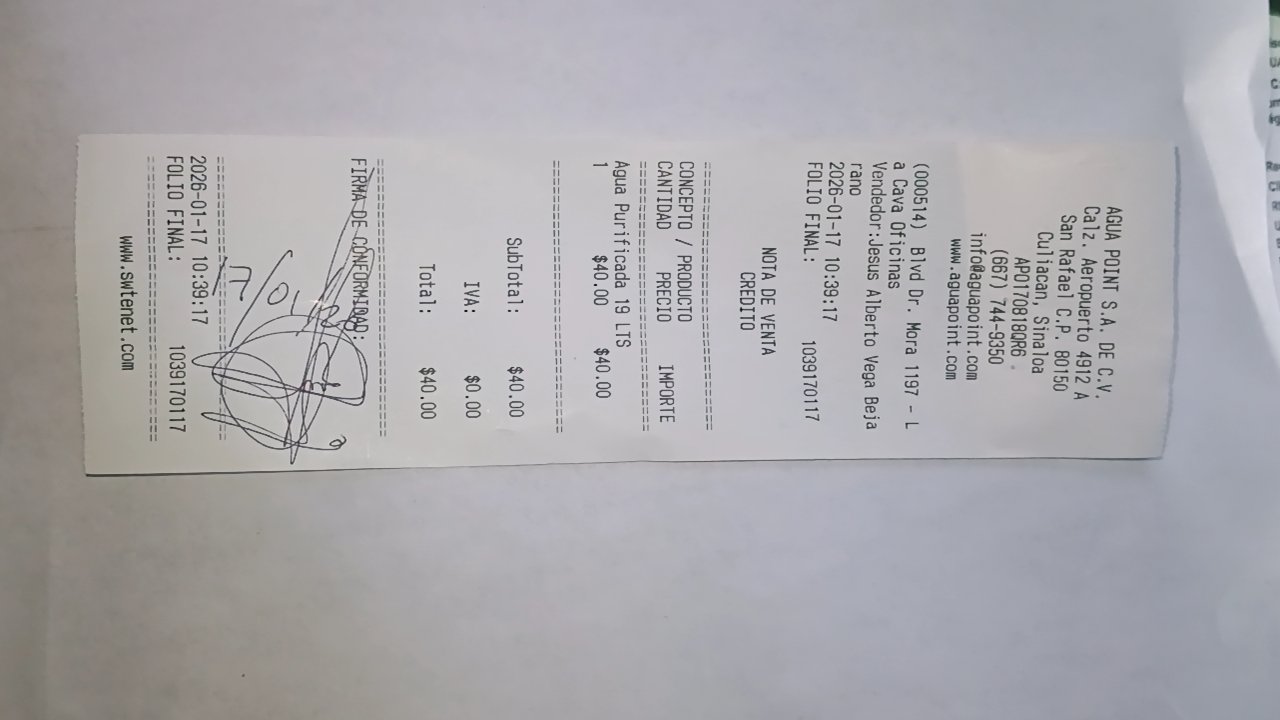 AGUA POINT S.A. DE C.V.
Calz. Aeropuerto 4912 A
San Rafael C.P. 80150
Culiacan, Sinaloa
APO170818QR6
(667) 744-9350
info@aguapoint.com
www.aguapoint.com
(000514) Blvd Dr. Mora 1197 - L
a Cava Oficinas
Vendedor:Jesus Alberto Vega Beja
rano
2026-01-17 10:39:17
FOLIO FINAL: 1039170117
NOTA DE VENTA
CREDITO
================================
CONCEPTO / PRODUCTO
CANTIDAD PRECIO IMPORTE
================================
Agua Purificada 19 LTS
1 $40.00 $40.00
================================
SubTotal: $40.00
IVA: $0.00
Total: $40.00
================================
FIRMA DE CONFORMIDAD:
17/01/
================================
2026-01-17 10:39:17
FOLIO FINAL: 1039170117
================================
www.swtenet.com